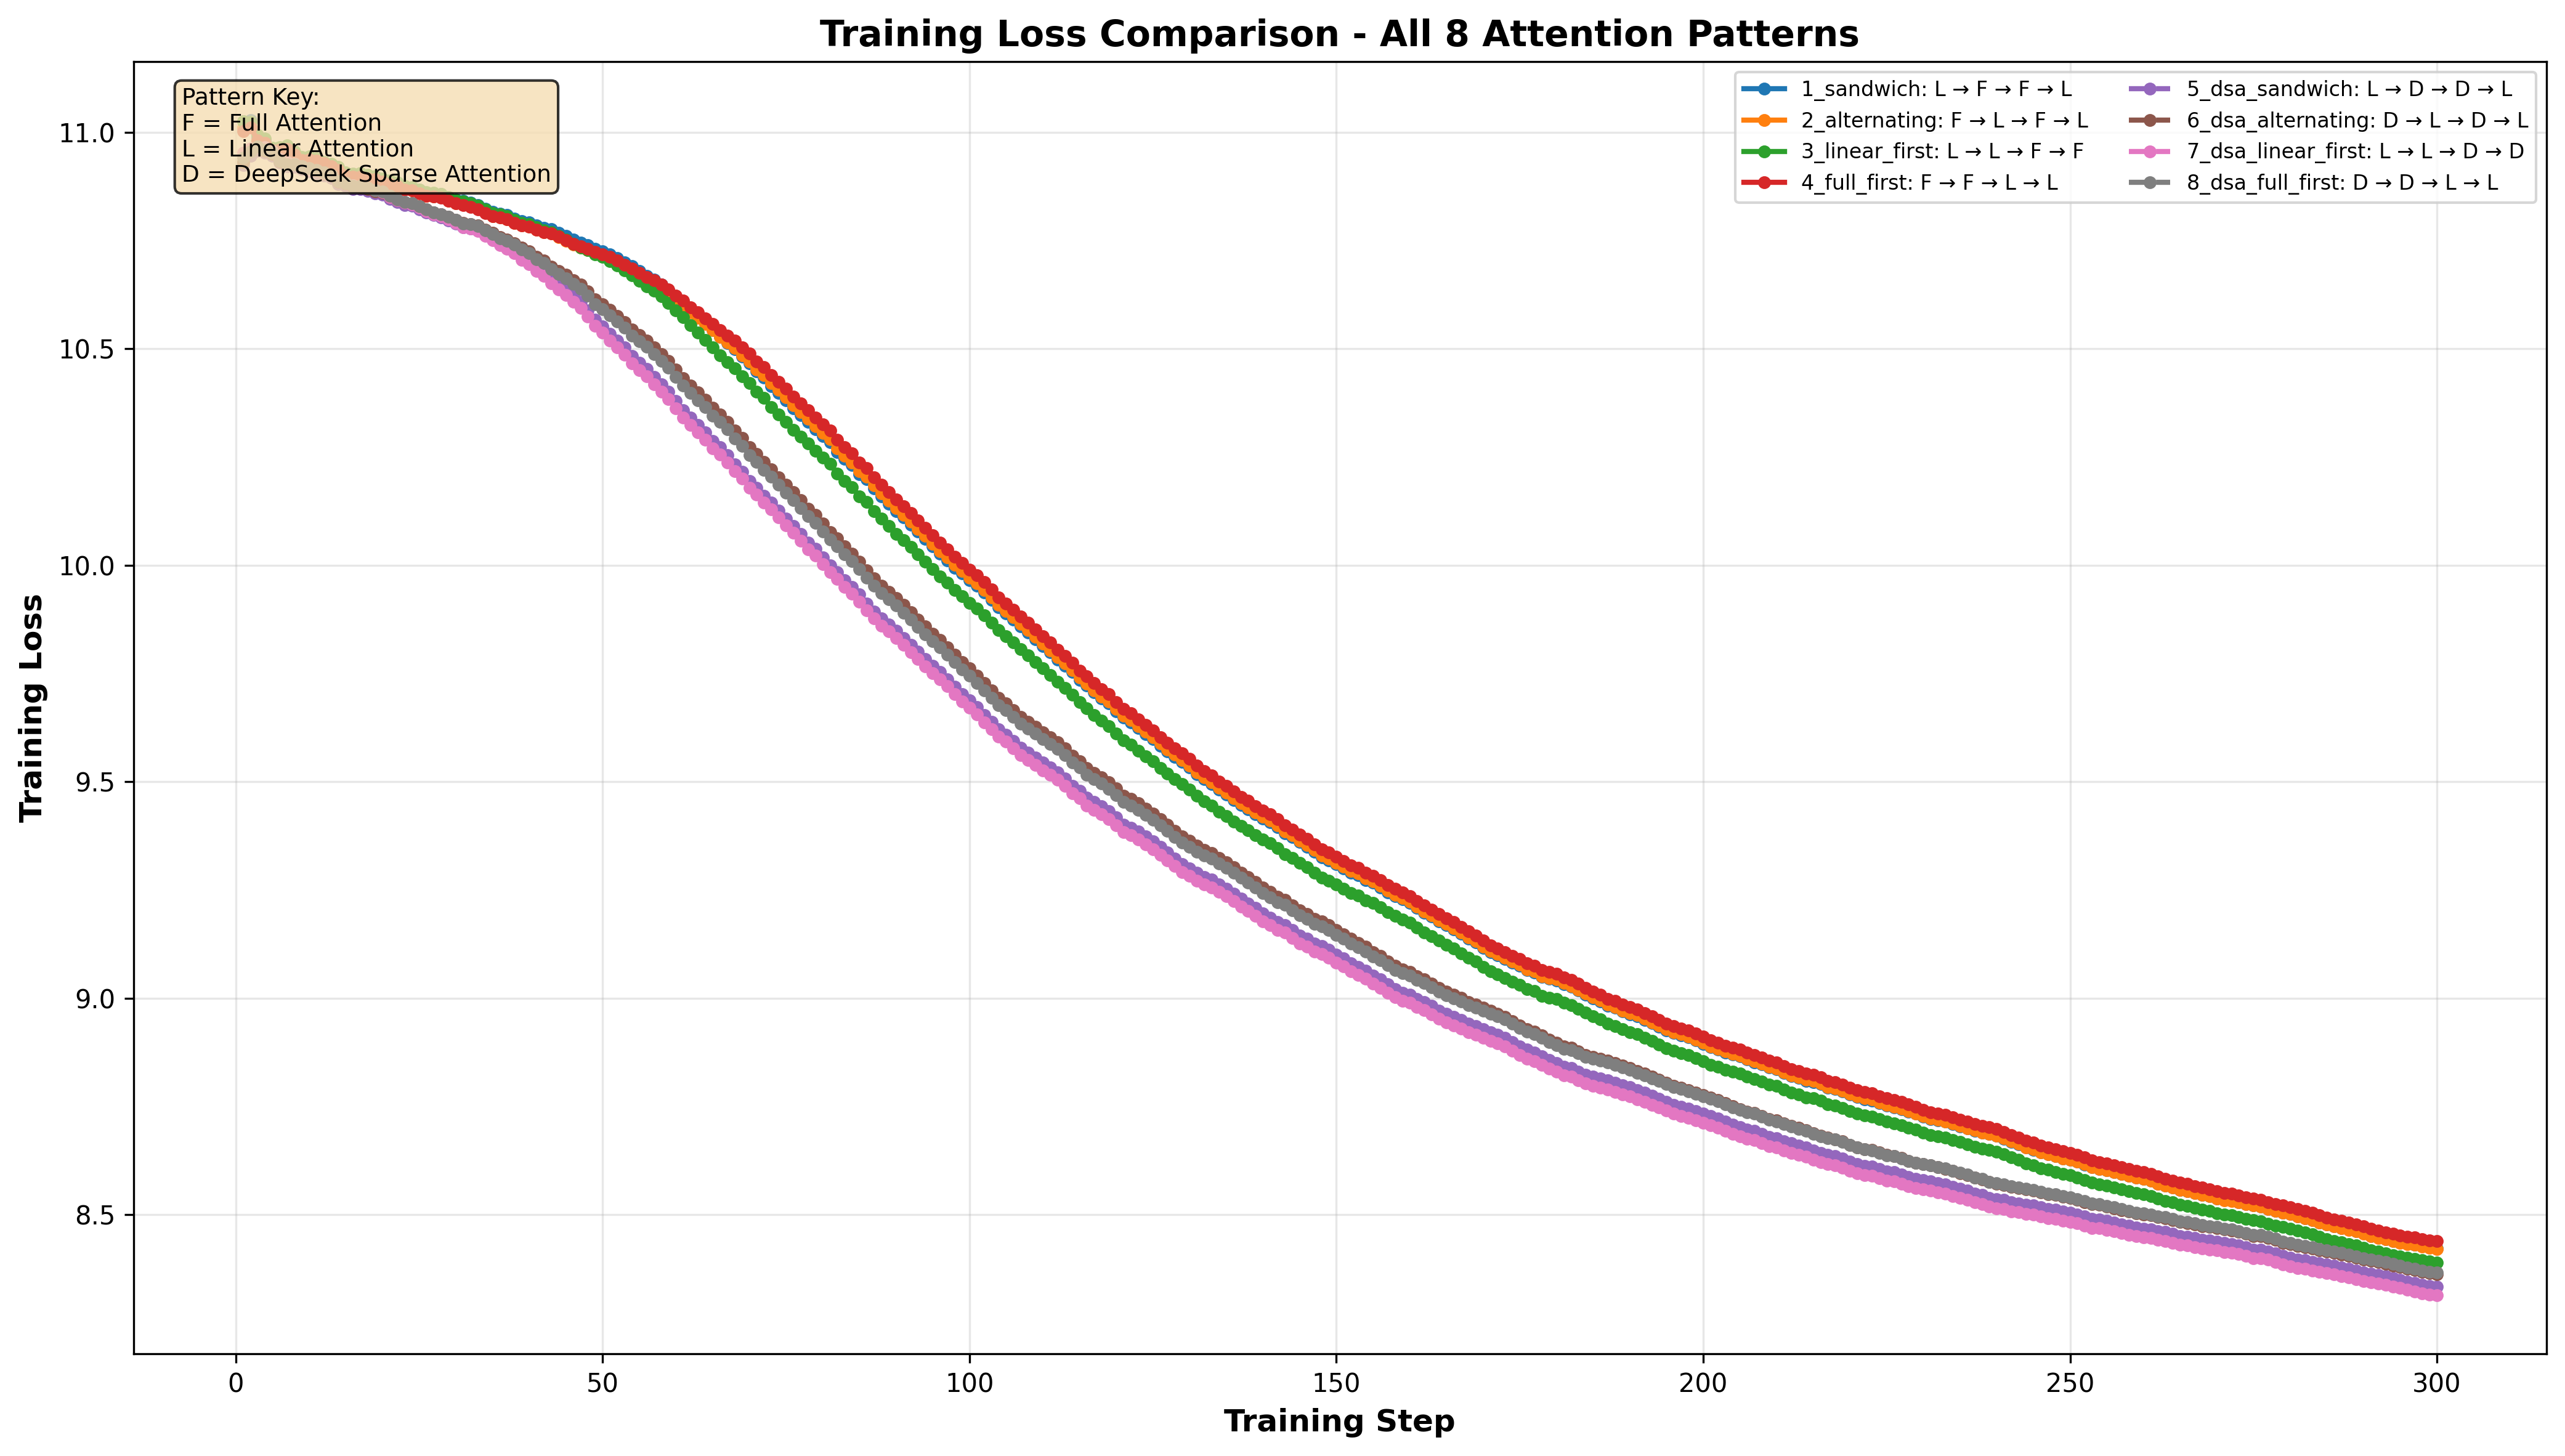 Training Loss Comparison - All 8 Attention Patterns
Pattern Key:
F = Full Attention
L = Linear Attention
D = DeepSeek Sparse Attention
1_sandwich: L → F → F → L
2_alternating: F → L → F → L
3_linear_first: L → L → F → F
4_full_first: F → F → L → L
5_dsa_sandwich: L → D → D → L
6_dsa_alternating: D → L → D → L
7_dsa_linear_first: L → L → D → D
8_dsa_full_first: D → D → L → L
Training Loss
11.0
10.5
10.0
9.5
9.0
8.5
0
50
100
150
200
250
300
Training Step